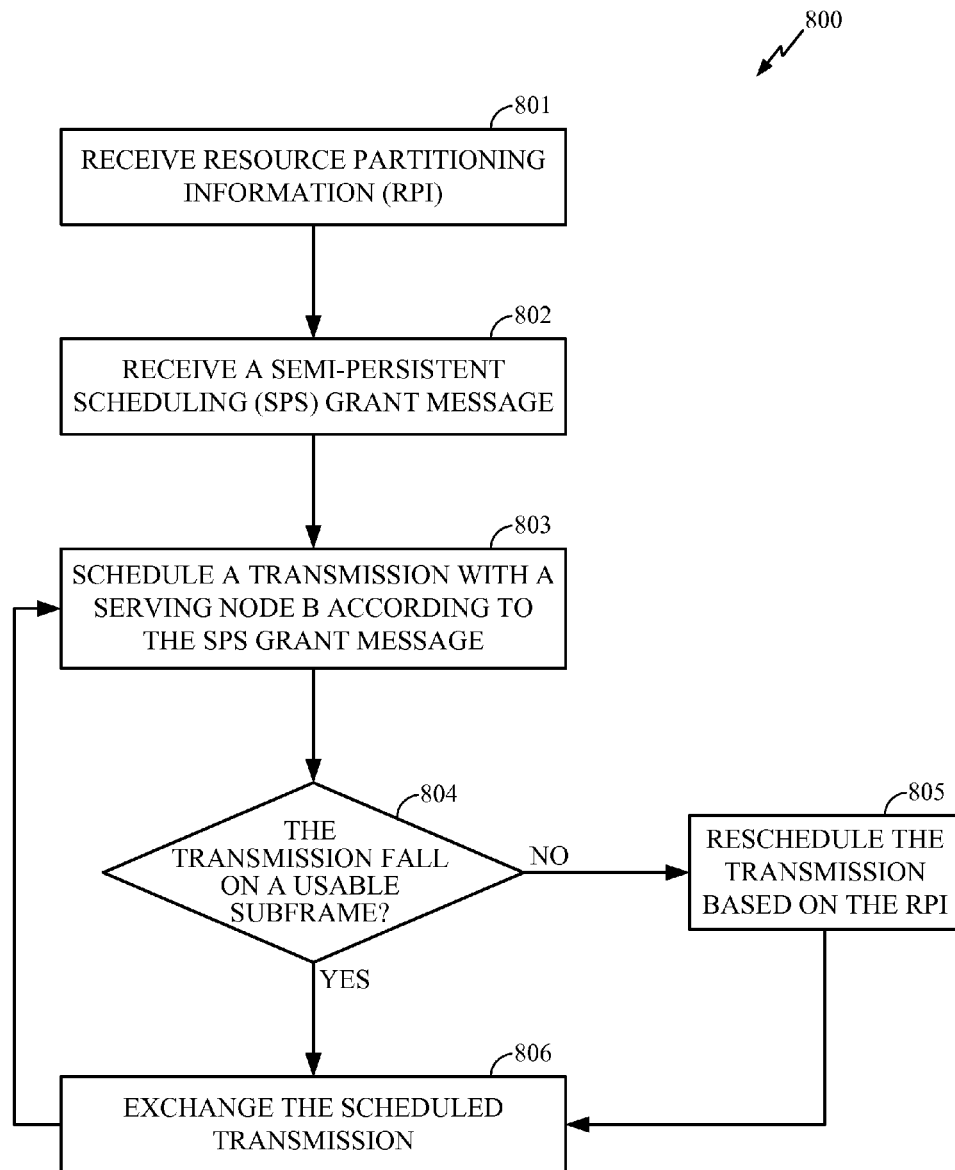 800
801
RECEIVE RESOURCE PARTITIONING
INFORMATION (RPI)
802
RECEIVE A SEMI-PERSISTENT
SCHEDULING (SPS) GRANT MESSAGE
803
SCHEDULE A TRANSMISSION WITH A
SERVING NODE B ACCORDING TO
THE SPS GRANT MESSAGE
804
THE
TRANSMISSION FALL
ON A USABLE
SUBFRAME?
NO
YES
805
RESCHEDULE THE
TRANSMISSION
BASED ON THE RPI
806
EXCHANGE THE SCHEDULED
TRANSMISSION